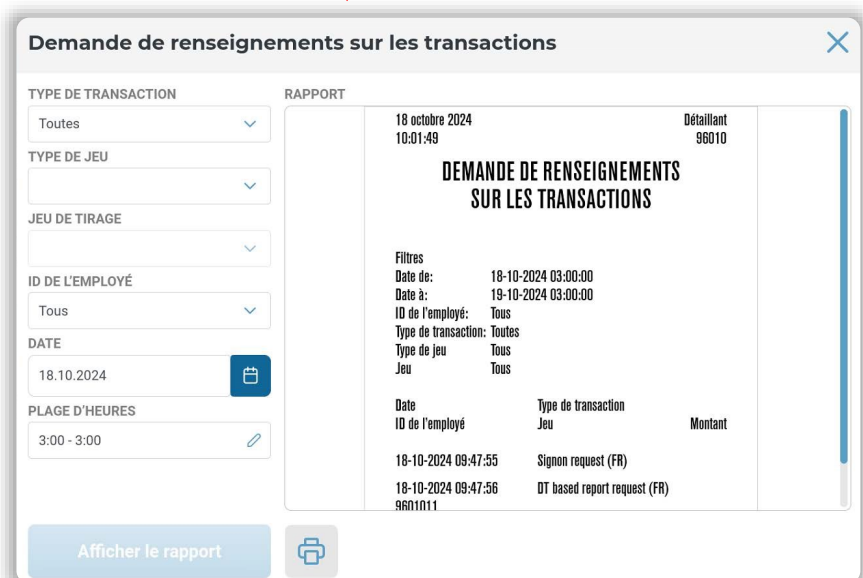 Demande de renseignements sur les transactions
TYPE DE TRANSACTION
Toutes
TYPE DE JEU
JEU DE TIRAGE
ID DE L'EMPLOYÉ
Tous
DATE
18.10.2024
PLAGE D'HEURES
3:00 - 3:00
Afficher le rapport
RAPPORT
18 octobre 2024 Détaillant
10:01:49 96010
DEMANDE DE RENSEIGNEMENTS
SUR LES TRANSACTIONS
Filtres
Date de: 18-10-2024 03:00:00
Date à: 19-10-2024 03:00:00
ID de l'employé: Tous
Type de transaction: Toutes
Type de jeu Tous
Jeu Tous
Date Type de transaction
ID de l'employé Jeu Montant
18-10-2024 09:47:55 Signon request (FR)
18-10-2024 09:47:56 DT based report request (FR)
9601011